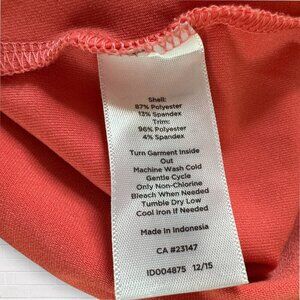 Shell:
87% Polyester
13% Spandex
Trim:
96% Polyester
4% Spandex
Turn Garment Inside
Out
Machine Wash Cold
Gentle Cycle
Only Non-Chlorine
Bleach When Needed
Tumble Dry Low
Cool Iron If Needed
Made In Indonesia
CA #23147
ID004875 12/15